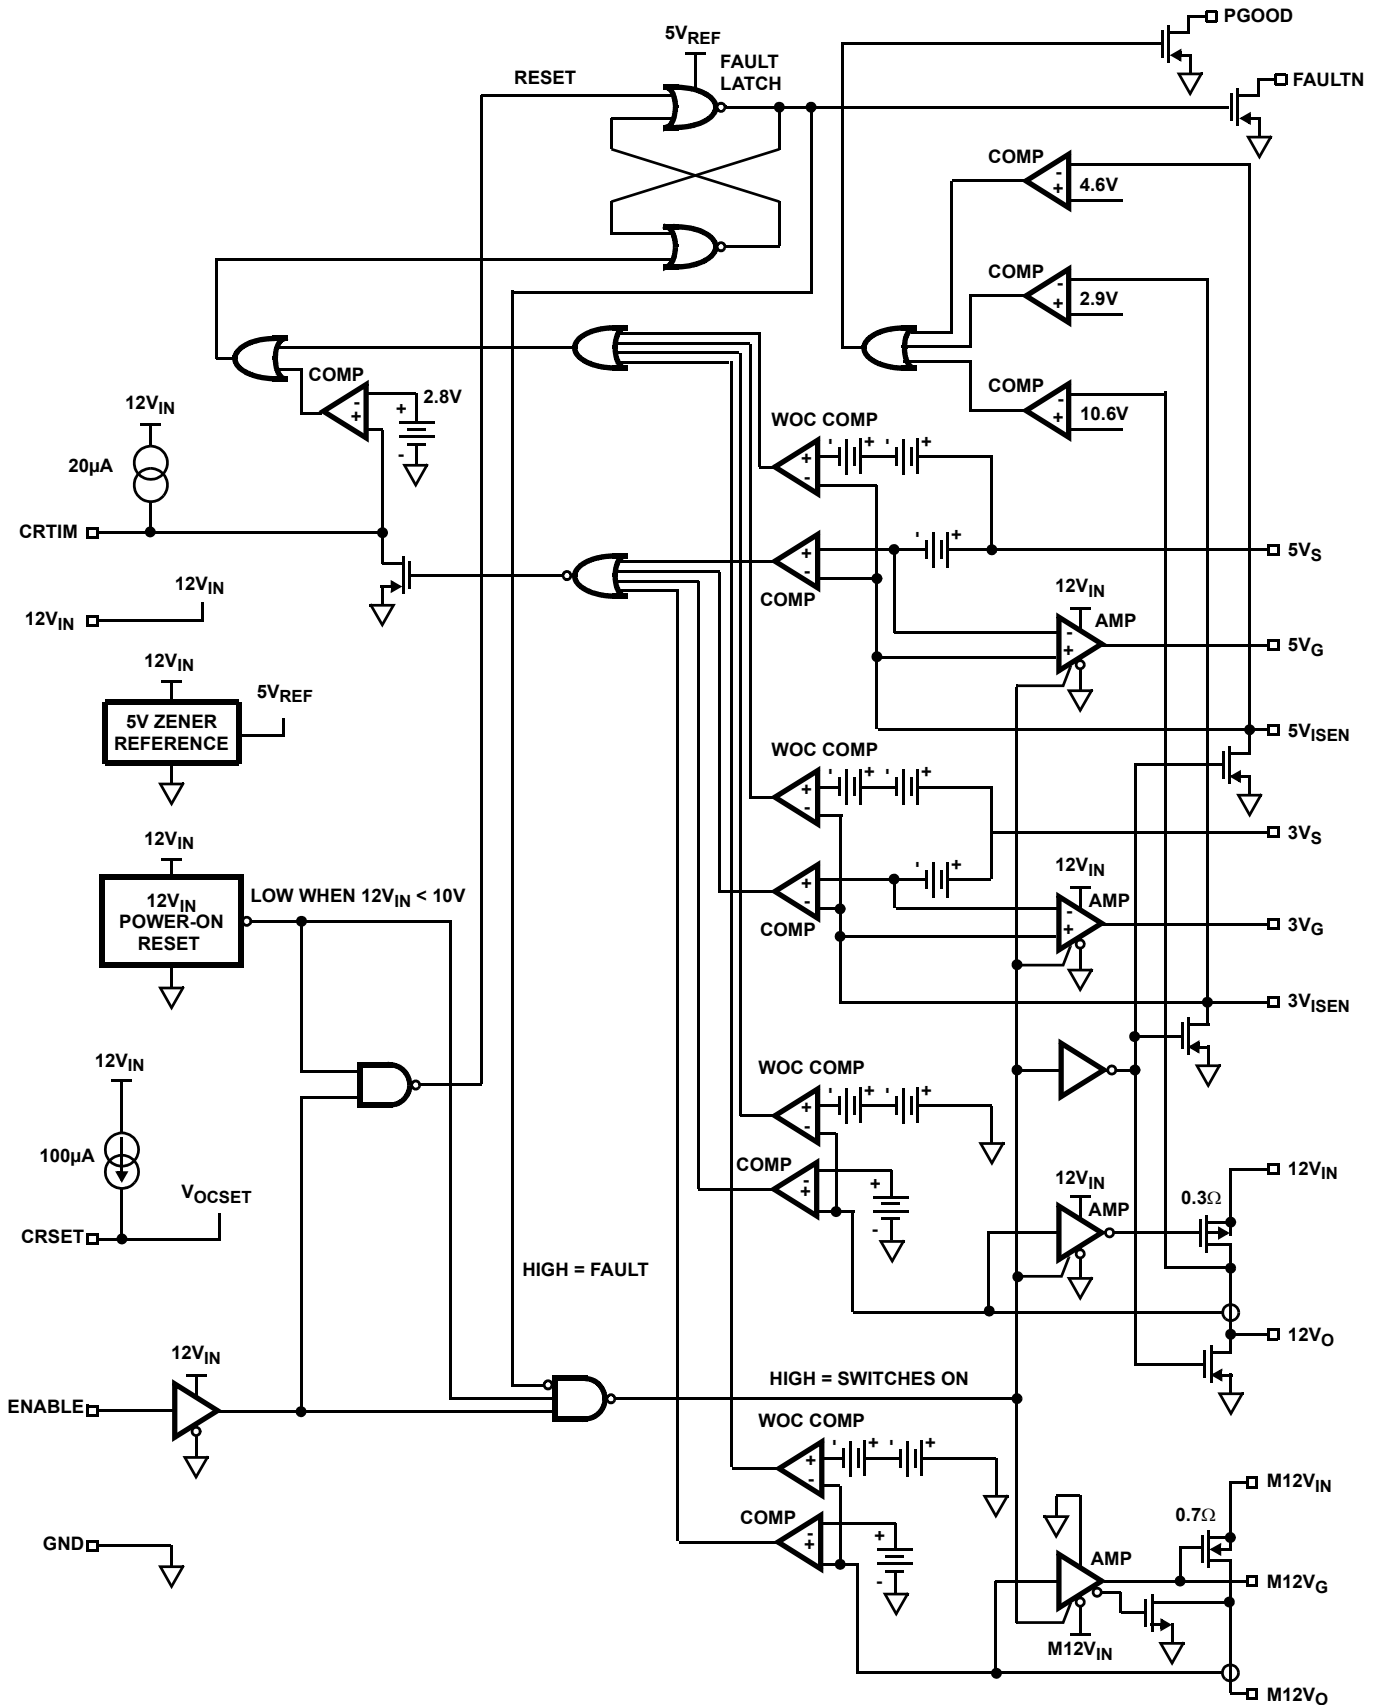 PGOOD
5VREF
FAULT
LATCH
RESET
FAULTN
COMP
-
+
4.6V
COMP
-
+
2.9V
COMP
-
+
2.8V
+
-
COMP
-
+
10.6V
12VIN
20µA
WOC COMP
+
-
- + - +
CRTIM
+
-
COMP
- +
5VS
12VIN
12VIN
12VIN
AMP
-
+
5VG
12VIN
5VREF
5V ZENER
REFERENCE
5VISEN
WOC COMP
+
-
- + - +
3VS
12VIN
12VIN
POWER-ON
RESET
LOW WHEN 12VIN < 10V
+
-
COMP
- +
12VIN
AMP
-
+
3VG
3VISEN
12VIN
100µA
VOCSET
CRSET
WOC COMP
+
-
- + - +
COMP
-
+
+
-
12VIN
AMP
0.3Ω
12VIN
HIGH = FAULT
12VO
12VIN
ENABLE
HIGH = SWITCHES ON
WOC COMP
+
-
- + - +
M12VIN
0.7Ω
COMP
-
+
+
-
GND
AMP
M12VG
M12VIN
M12VO